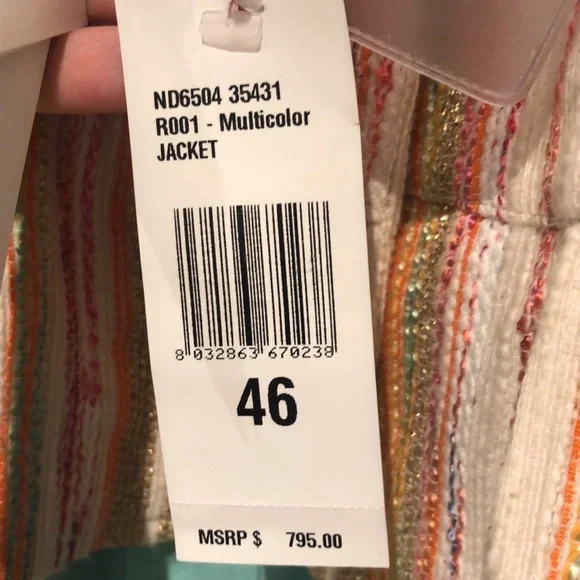 ND6504 35431
R001 - Multicolor
JACKET
8 032863 670238
46
MSRP $ 795.00